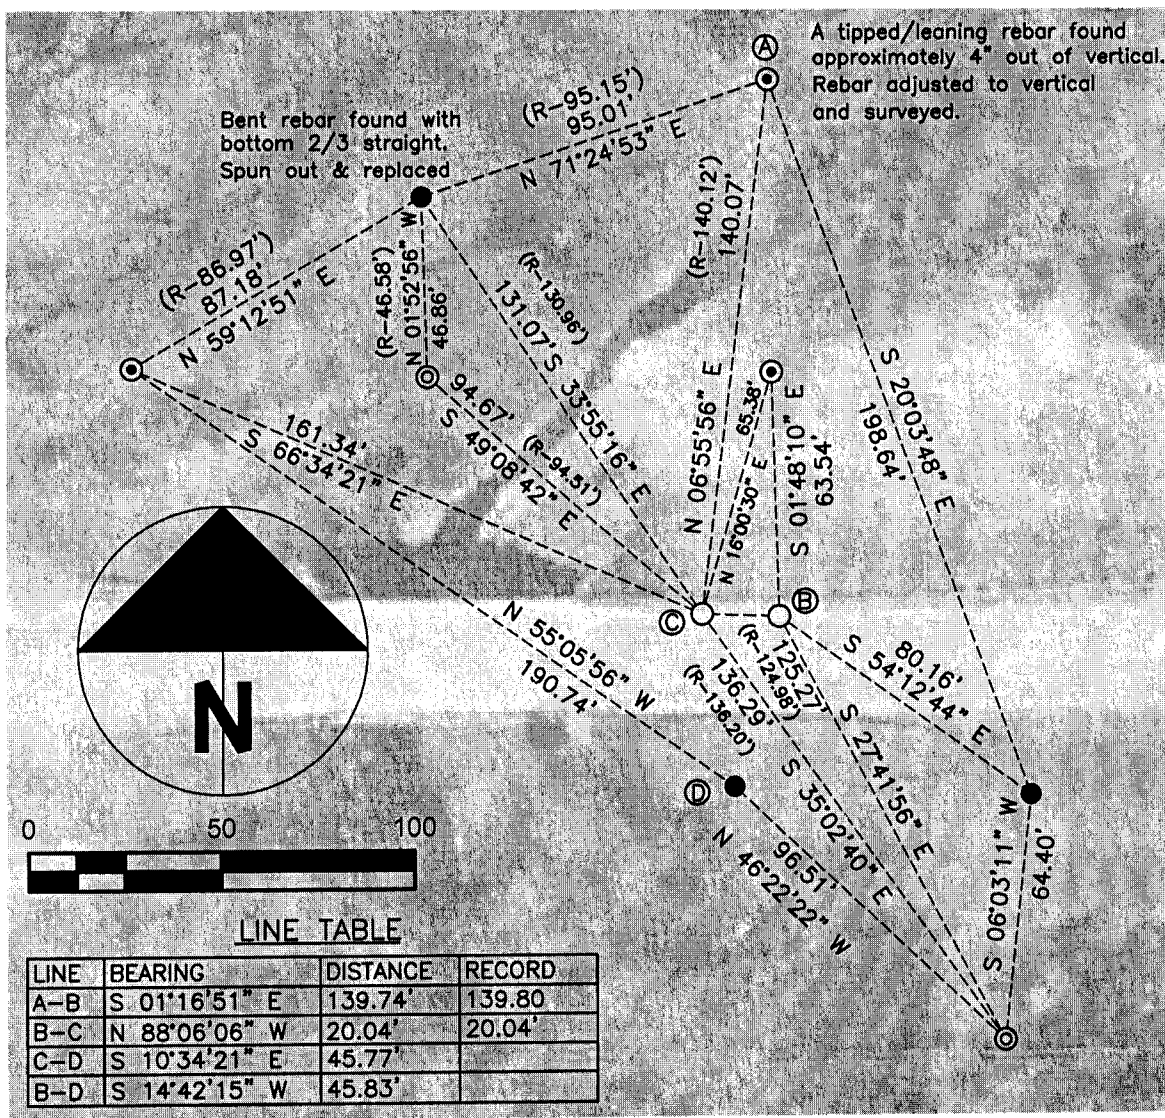 A
A tipped/leaning rebar found
approximately 4" out of vertical.
Rebar adjusted to vertical
and surveyed.
Bent rebar found with
bottom 2/3 straight.
Spun out & replaced
(R-95.15')
95.01'
N 71°24'53" E
(R-86.97')
87.18'
N 59°12'51" E
(R-46.58')
N 01°52'56" W
46.86'
(R-130.96')
131.07' S 33°55'16" E
(R-140.12')
140.07'
N 06°55'56" E
65.38'
N 16°00'30" E
S 01°48'10" E
63.54'
S 20°03'48" E
198.64'
94.67' (R-94.51')
S 49°08'42" E
161.34'
S 66°34'21" E
N 55°05'56" W
190.74'
C
B
80.16'
S 54°12'44" E
125.27' S 27°41'56" E
(R-124.98')
136.29' S 35°02'40" E
(R-136.20')
D
96.51'
N 46°22'22" W
S 06°03'11" W
64.40'
N
0 50 100
LINE TABLE
LINE BEARING DISTANCE RECORD
A-B S 01°16'51" E 139.74' 139.80
B-C N 88°06'06" W 20.04' 20.04'
C-D S 10°34'21" E 45.77'
B-D S 14°42'15" W 45.83'